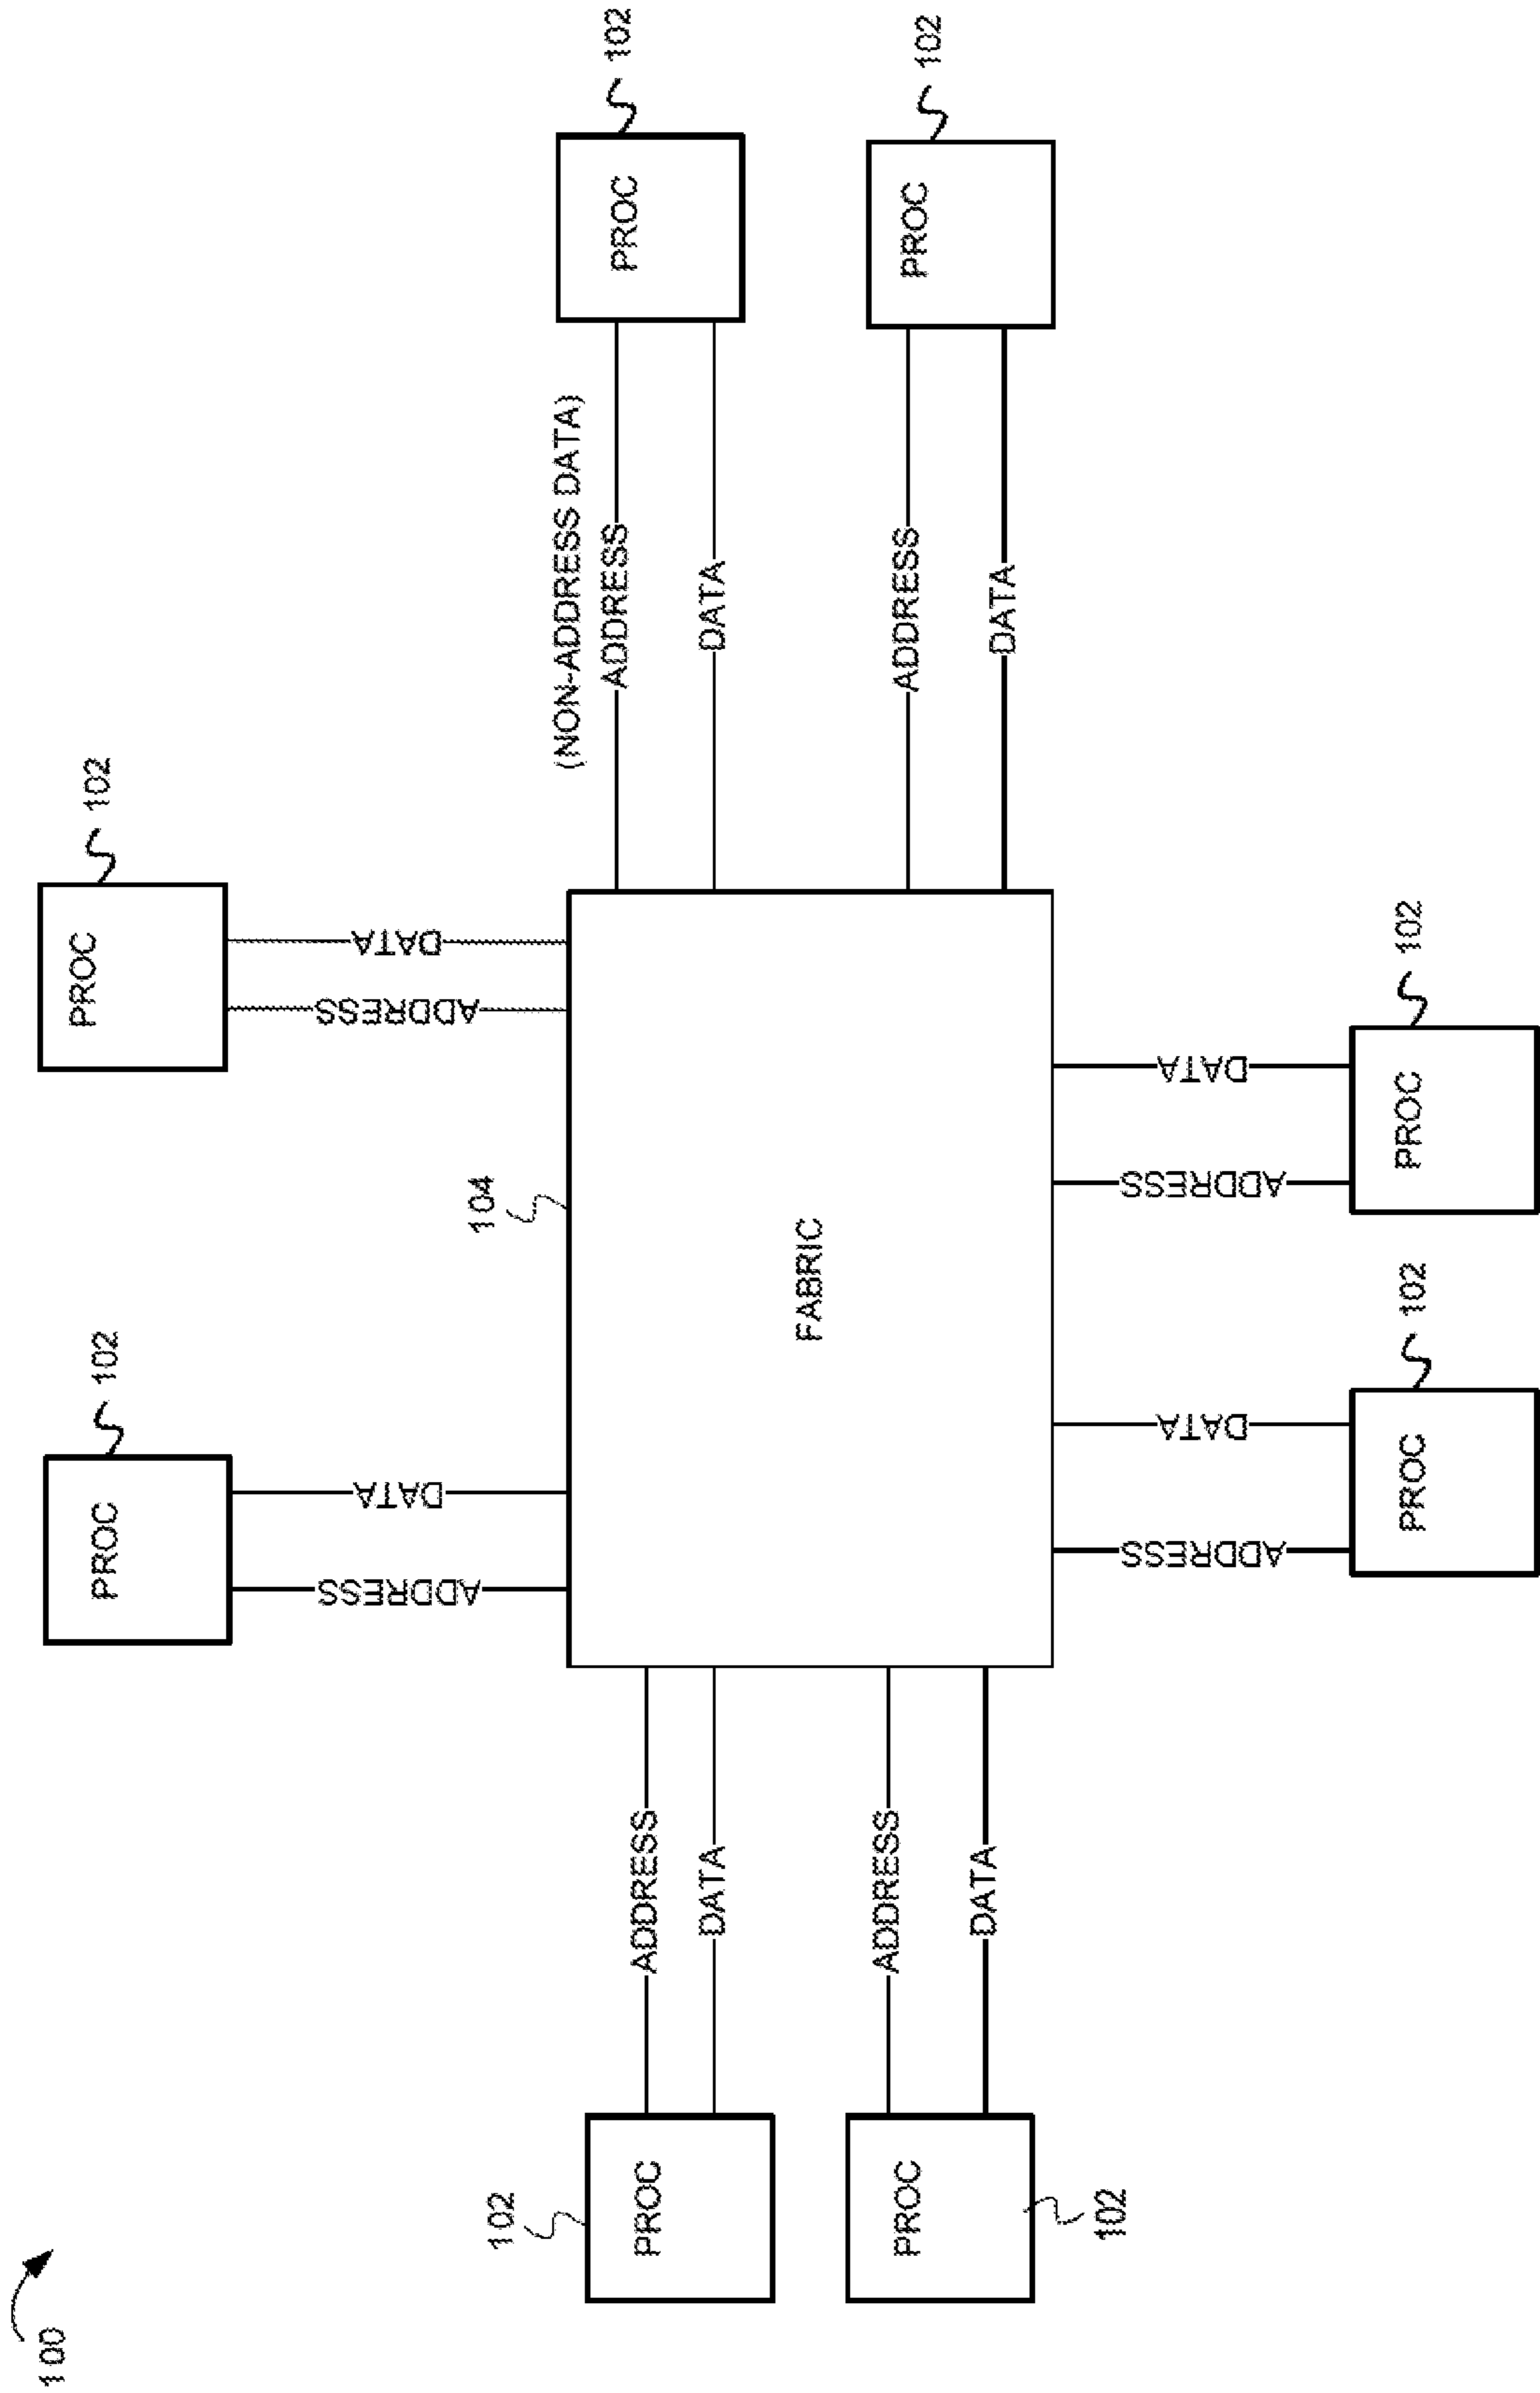 100
PROC
102
PROC
102
ADDRESS
DATA
ADDRESS
DATA
102
104
(NON-ADDRESS DATA)
PROC
ADDRESS
ADDRESS
PROC
102
DATA
DATA
FABRIC
PROC
ADDRESS
ADDRESS
PROC
102
DATA
DATA
102
ADDRESS
DATA
ADDRESS
DATA
PROC
102
PROC
102